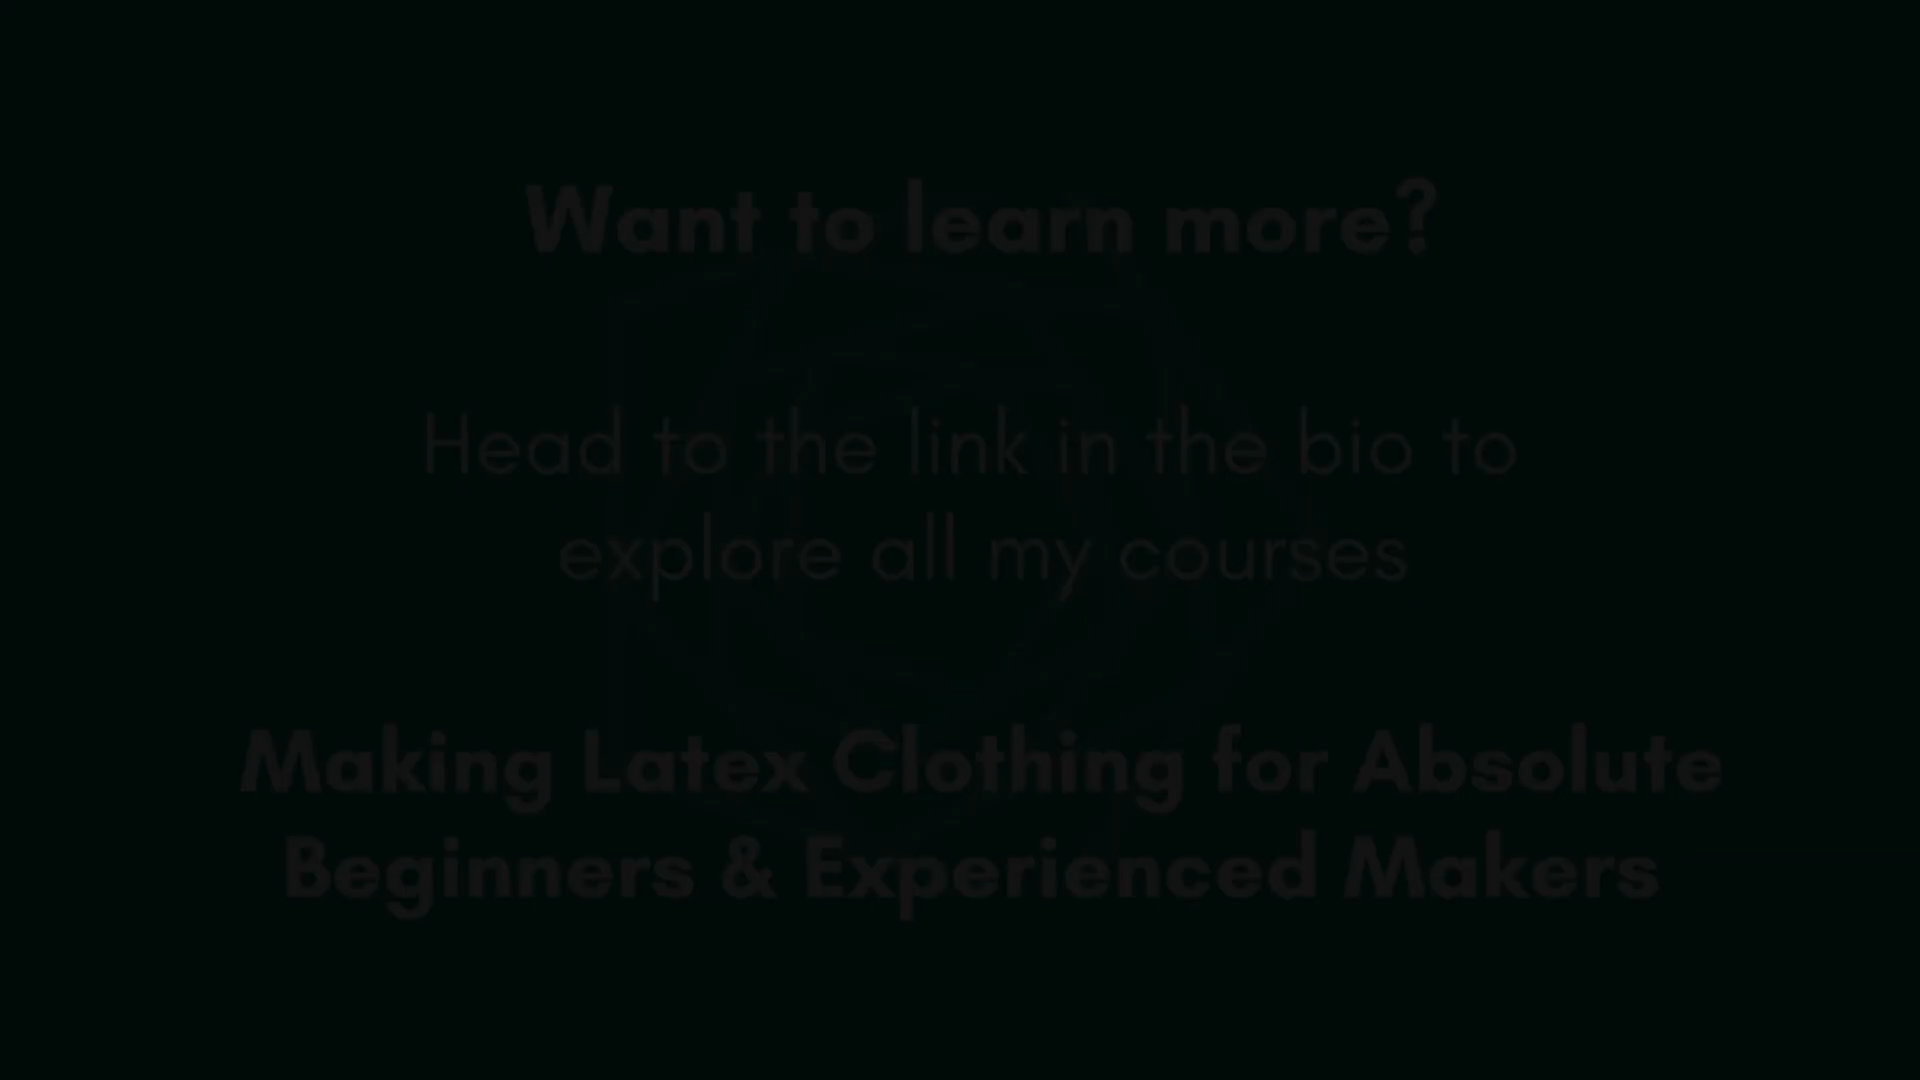 Want to learn more?
Head to the link in the bio to
explore all my courses
Making Latex Clothing for Absolute
Beginners & Experienced Makers